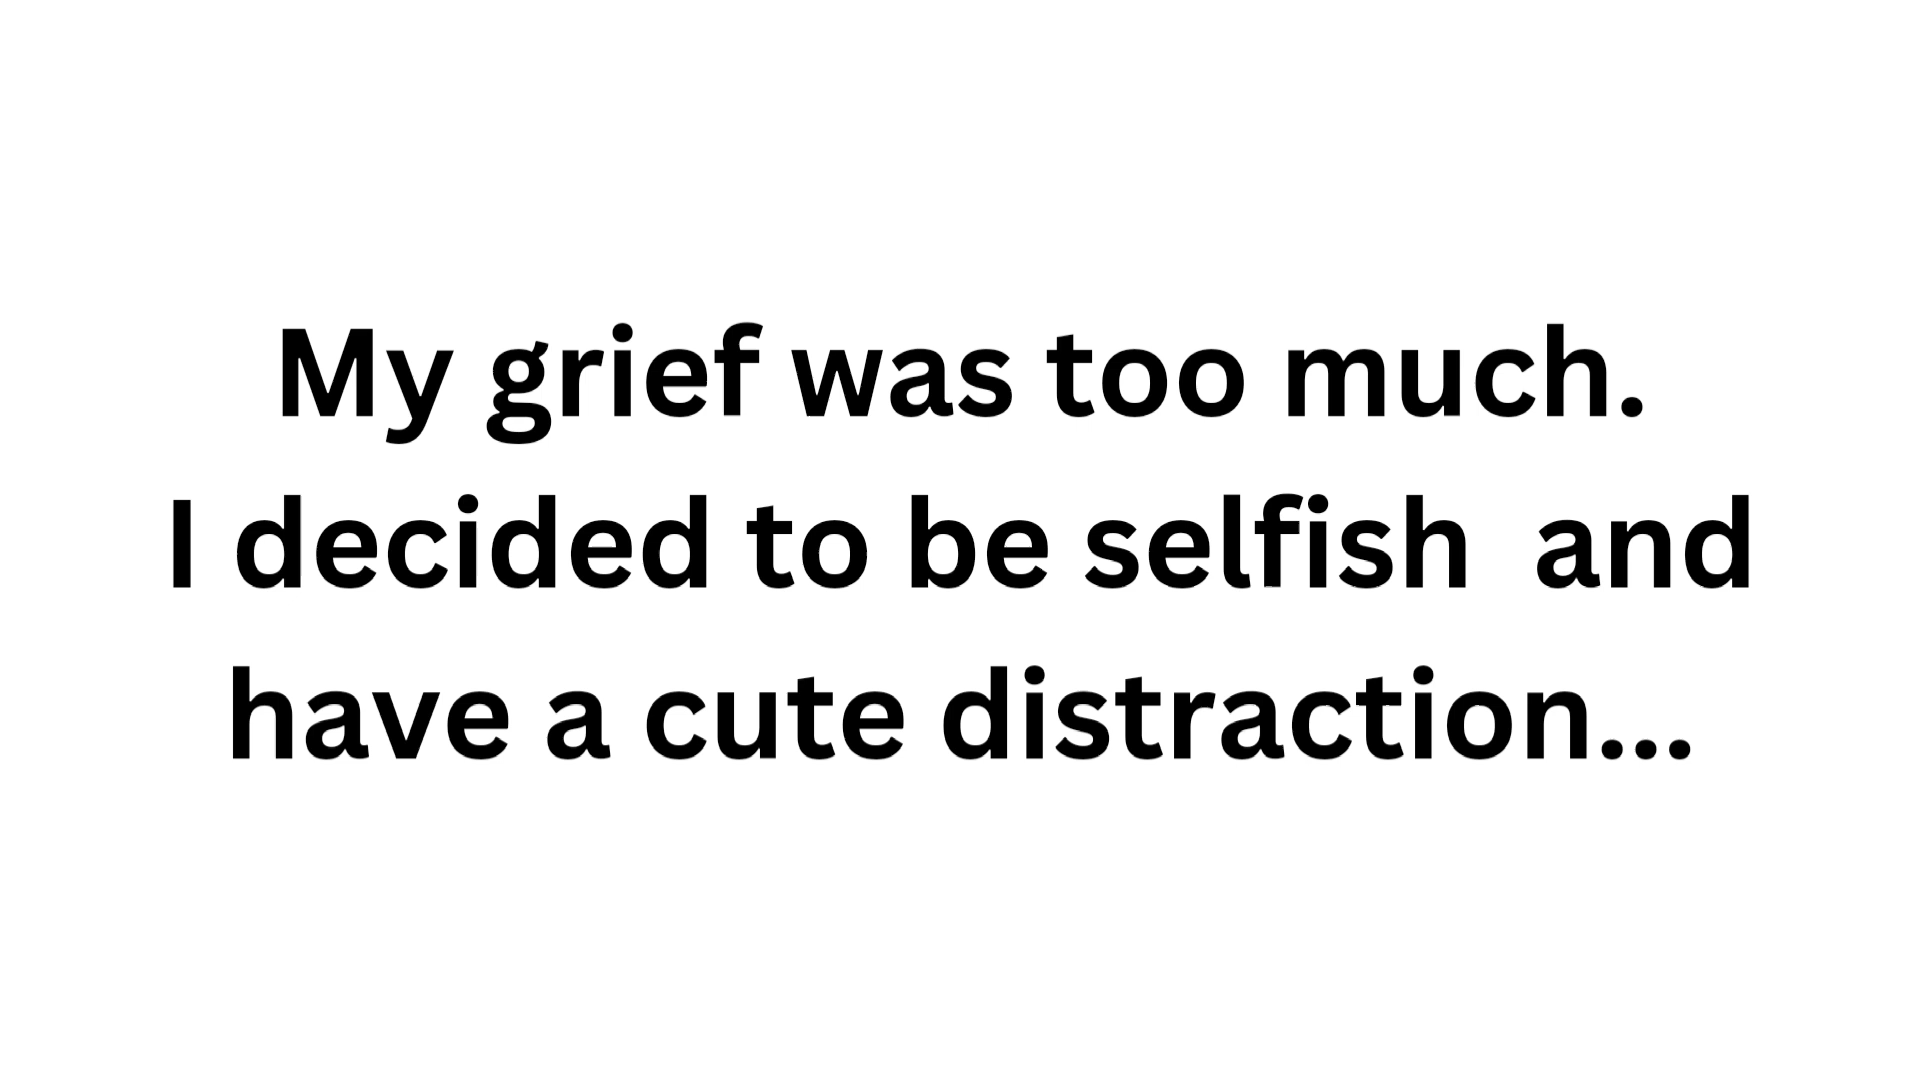 My grief was too much.
I decided to be selfish  and
have a cute distraction...